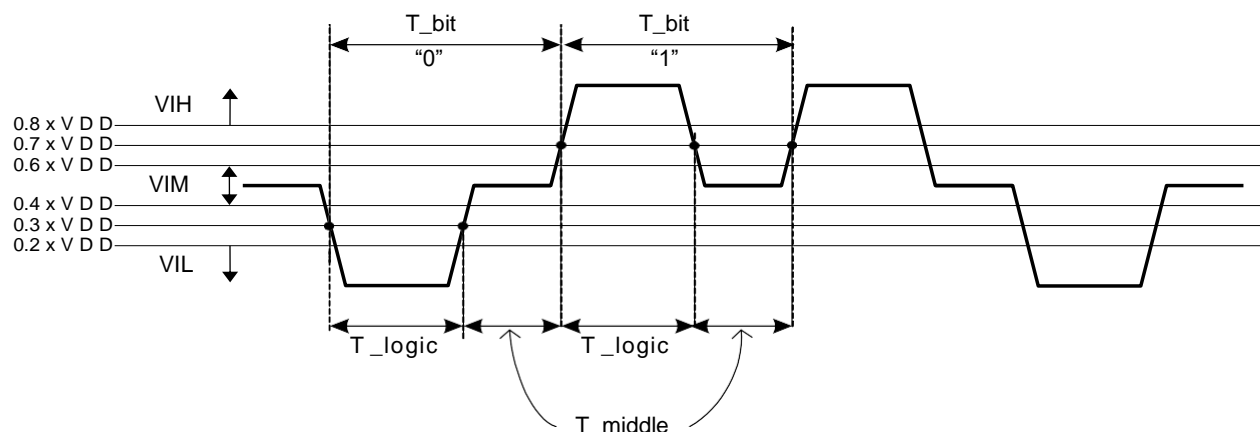 T_bit
T_bit
“0”
“1”
VIH
0.8 x V D D
0.7 x V D D
0.6 x V D D
VIM
0.4 x V D D
0.3 x V D D
0.2 x V D D
VIL
T _logic
T _logic
T_middle